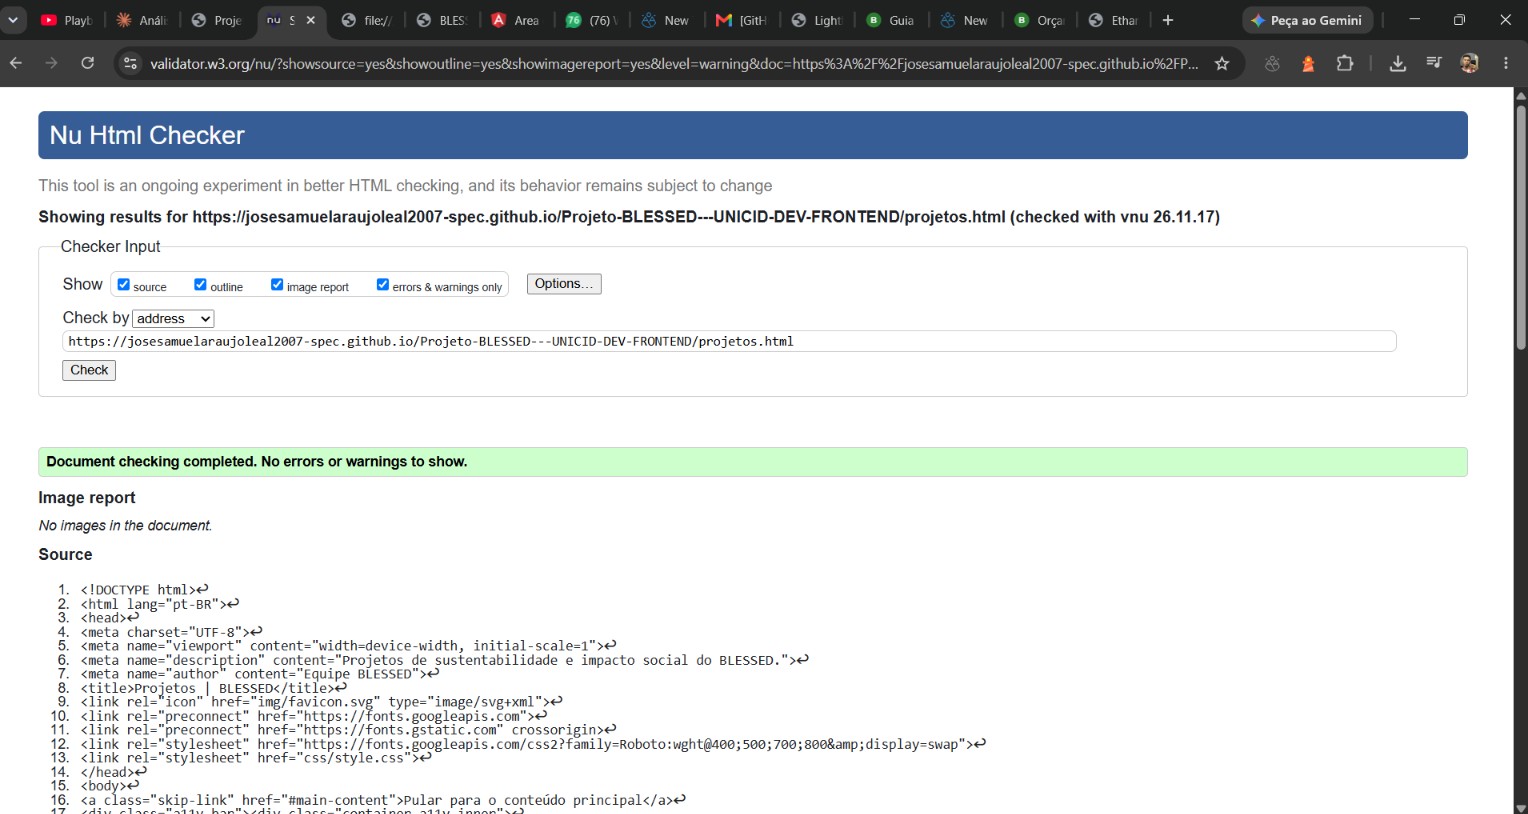 Playb
Análi
Proje
nu S
file://
BLES
Area
76 (76)
New
[GitH
Light
B Guia
New
B Orça
Ethar
Peça ao Gemini
validator.w3.org/nu/?showsource=yes&showoutline=yes&showimagereport=yes&level=warning&doc=https%3A%2F%2Fjosesamuelaraujoleal2007-spec.github.io%2FP...
Nu Html Checker
This tool is an ongoing experiment in better HTML checking, and its behavior remains subject to change
Showing results for https://josesamuelaraujoleal2007-spec.github.io/Projeto-BLESSED---UNICID-DEV-FRONTEND/projetos.html (checked with vnu 26.11.17)
Checker Input
Show source outline image report errors & warnings only Options...
Check by address
https://josesamuelaraujoleal2007-spec.github.io/Projeto-BLESSED---UNICID-DEV-FRONTEND/projetos.html
Check
Document checking completed. No errors or warnings to show.
Image report
No images in the document.
Source
1. <!DOCTYPE html>↩
2. <html lang="pt-BR">↩
3. <head>↩
4. <meta charset="UTF-8">↩
5. <meta name="viewport" content="width=device-width, initial-scale=1">↩
6. <meta name="description" content="Projetos de sustentabilidade e impacto social do BLESSED.">↩
7. <meta name="author" content="Equipe BLESSED">↩
8. <title>Projetos | BLESSED</title>↩
9. <link rel="icon" href="img/favicon.svg" type="image/svg+xml">↩
10. <link rel="preconnect" href="https://fonts.googleapis.com">↩
11. <link rel="preconnect" href="https://fonts.gstatic.com" crossorigin>↩
12. <link rel="stylesheet" href="https://fonts.googleapis.com/css2?family=Roboto:wght@400;500;700;800&amp;display=swap">↩
13. <link rel="stylesheet" href="css/style.css">↩
14. </head>↩
15. <body>↩
16. <a class="skip-link" href="#main-content">Pular para o conteúdo principal</a>↩
17. <div class="a11y-bar"><div class="container a11y-inner">↩